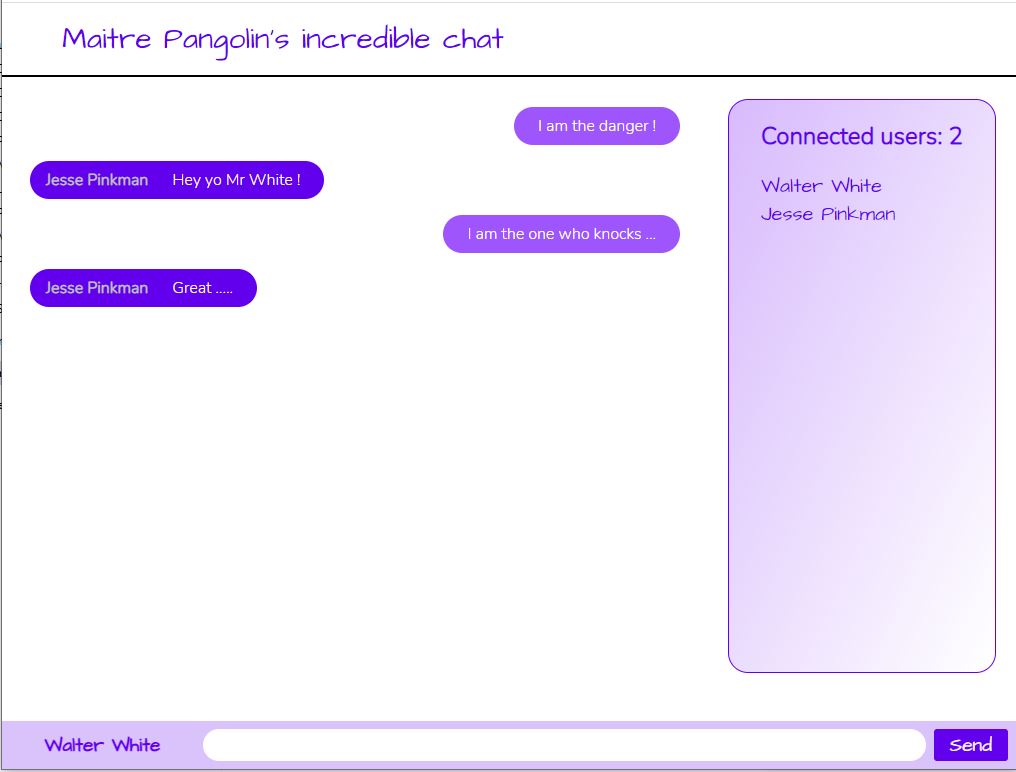 Maitre Pangolin's incredible chat
I am the danger !
Jesse Pinkman Hey yo Mr White !
I am the one who knocks ...
Jesse Pinkman Great .....
Connected users: 2
Walter White
Jesse Pinkman
Walter White
Send